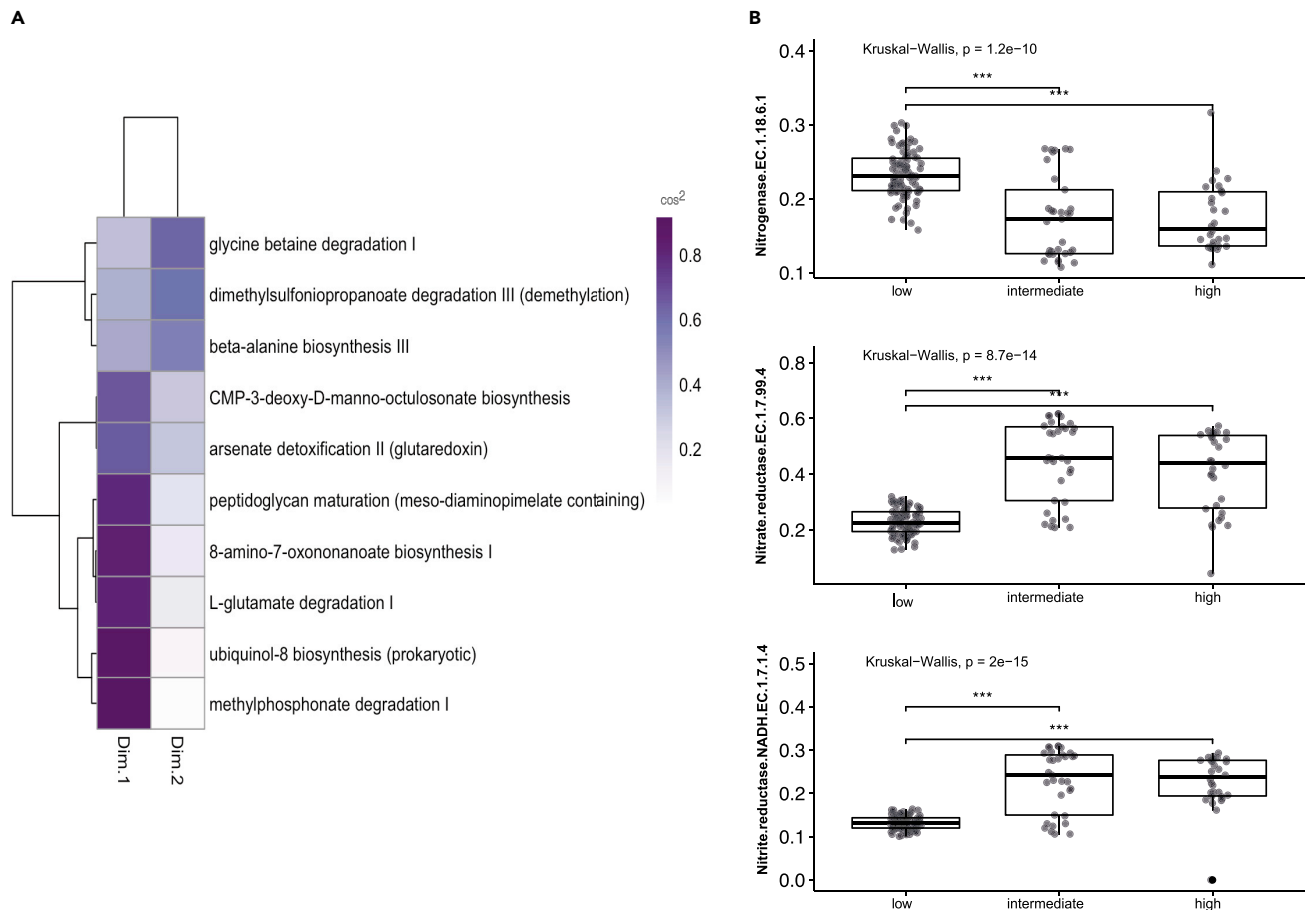 A
cos2
0.8
0.6
0.4
0.2
glycine betaine degradation I
dimethylsulfoniopropanoate degradation III (demethylation)
beta-alanine biosynthesis III
CMP-3-deoxy-D-manno-octulosonate biosynthesis
arsenate detoxification II (glutaredoxin)
peptidoglycan maturation (meso-diaminopimelate containing)
8-amino-7-oxononanoate biosynthesis I
L-glutamate degradation I
ubiquinol-8 biosynthesis (prokaryotic)
methylphosphonate degradation I
Dim.1
Dim.2
B
Nitrogenase.EC.1.18.6.1
0.4
0.3
0.2
0.1
Kruskal−Wallis, p = 1.2e−10
***
***
low intermediate high
Nitrate.reductase.EC.1.7.99.4
0.8
0.6
0.4
0.2
Kruskal−Wallis, p = 8.7e−14
***
***
low intermediate high
Nitrite.reductase.NADH.EC.1.7.1.4
0.5
0.4
0.3
0.2
0.1
0.0
Kruskal−Wallis, p = 2e−15
***
***
low intermediate high